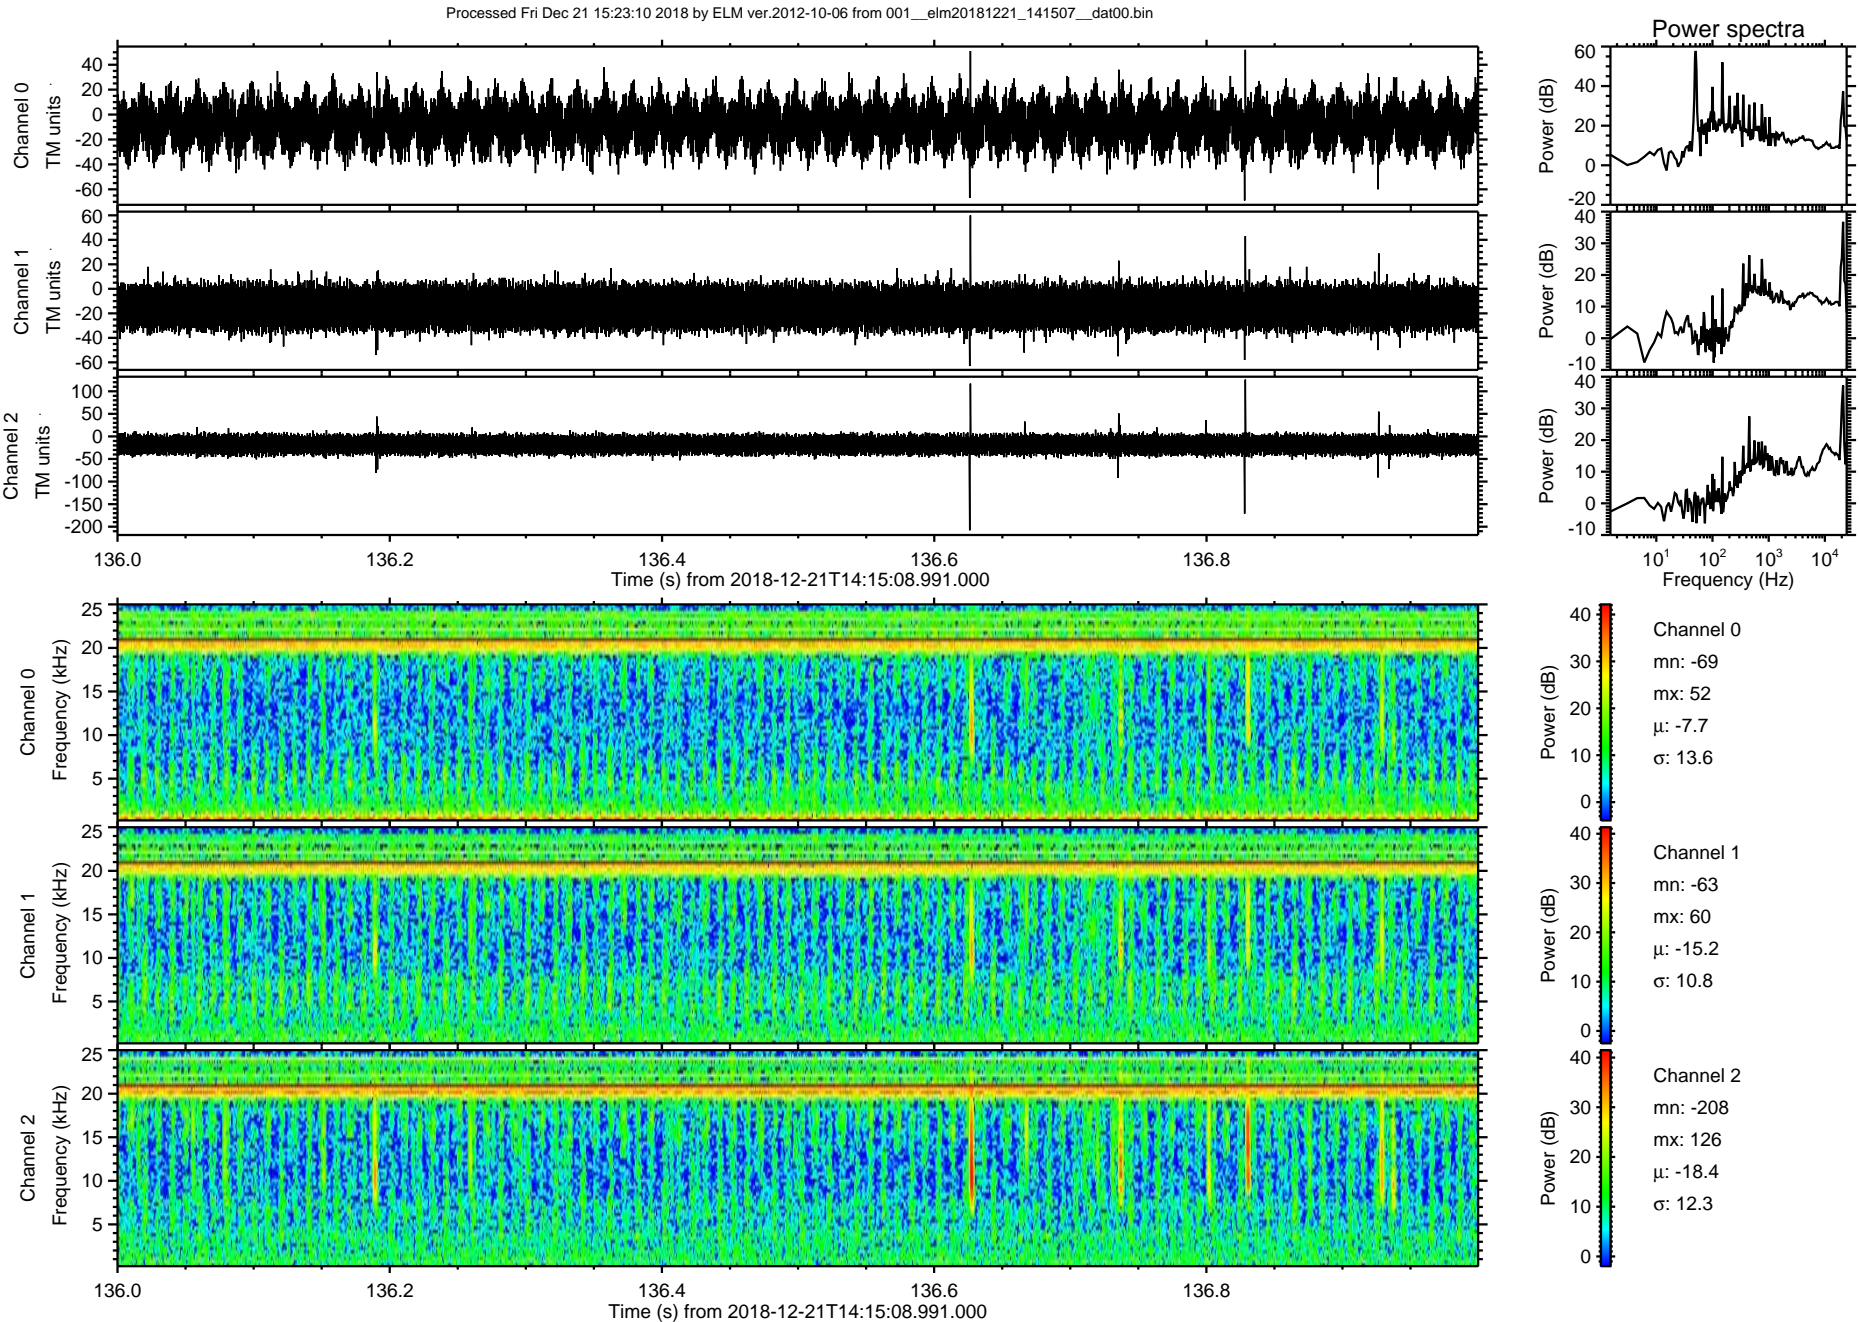 Processed Fri Dec 21 15:23:10 2018 by ELM ver.2012-10-06 from 001__elm20181221_141507__dat00.bin
Power spectra
Channel 0
TM units
40
20
0
-20
-40
-60
Power (dB)
60
40
20
0
-20
Channel 1
TM units
60
40
20
0
-20
-40
-60
Power (dB)
40
30
20
10
0
-10
Channel 2
TM units
100
50
0
-50
-100
-150
-200
Power (dB)
40
30
20
10
0
-10
136.0 136.2 136.4 136.6 136.8
Time (s) from 2018-12-21T14:15:08.991.000
10¹ 10² 10³ 10⁴
Frequency (Hz)
Channel 0
Frequency (kHz)
25
20
15
10
5
Power (dB)
40
30
20
10
0
Channel 0
mn: -69
mx: 52
μ: -7.7
σ: 13.6
Channel 1
Frequency (kHz)
25
20
15
10
5
Power (dB)
40
30
20
10
0
Channel 1
mn: -63
mx: 60
μ: -15.2
σ: 10.8
Channel 2
Frequency (kHz)
25
20
15
10
5
Power (dB)
40
30
20
10
0
Channel 2
mn: -208
mx: 126
μ: -18.4
σ: 12.3
136.0 136.2 136.4 136.6 136.8
Time (s) from 2018-12-21T14:15:08.991.000